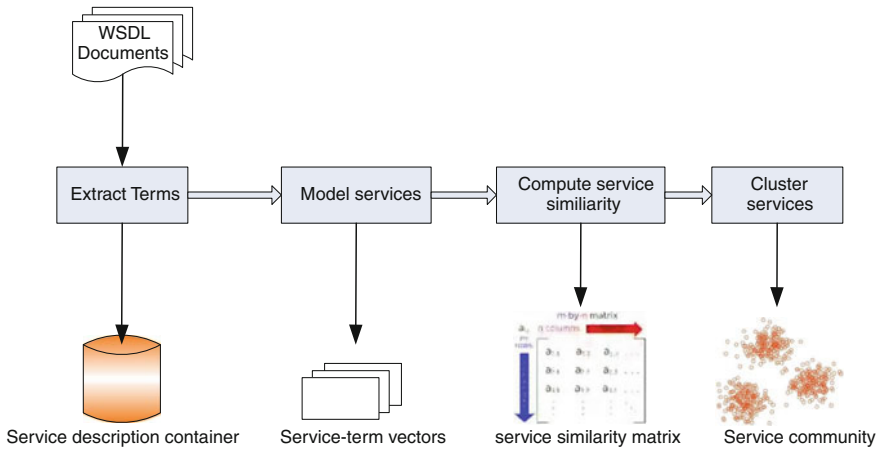 WSDL
Documents
Extract Terms
Model services
Compute service
similiarity
Cluster
services
m-by-n matrix
n columns
Service description container
Service-term vectors
service similarity matrix
Service community